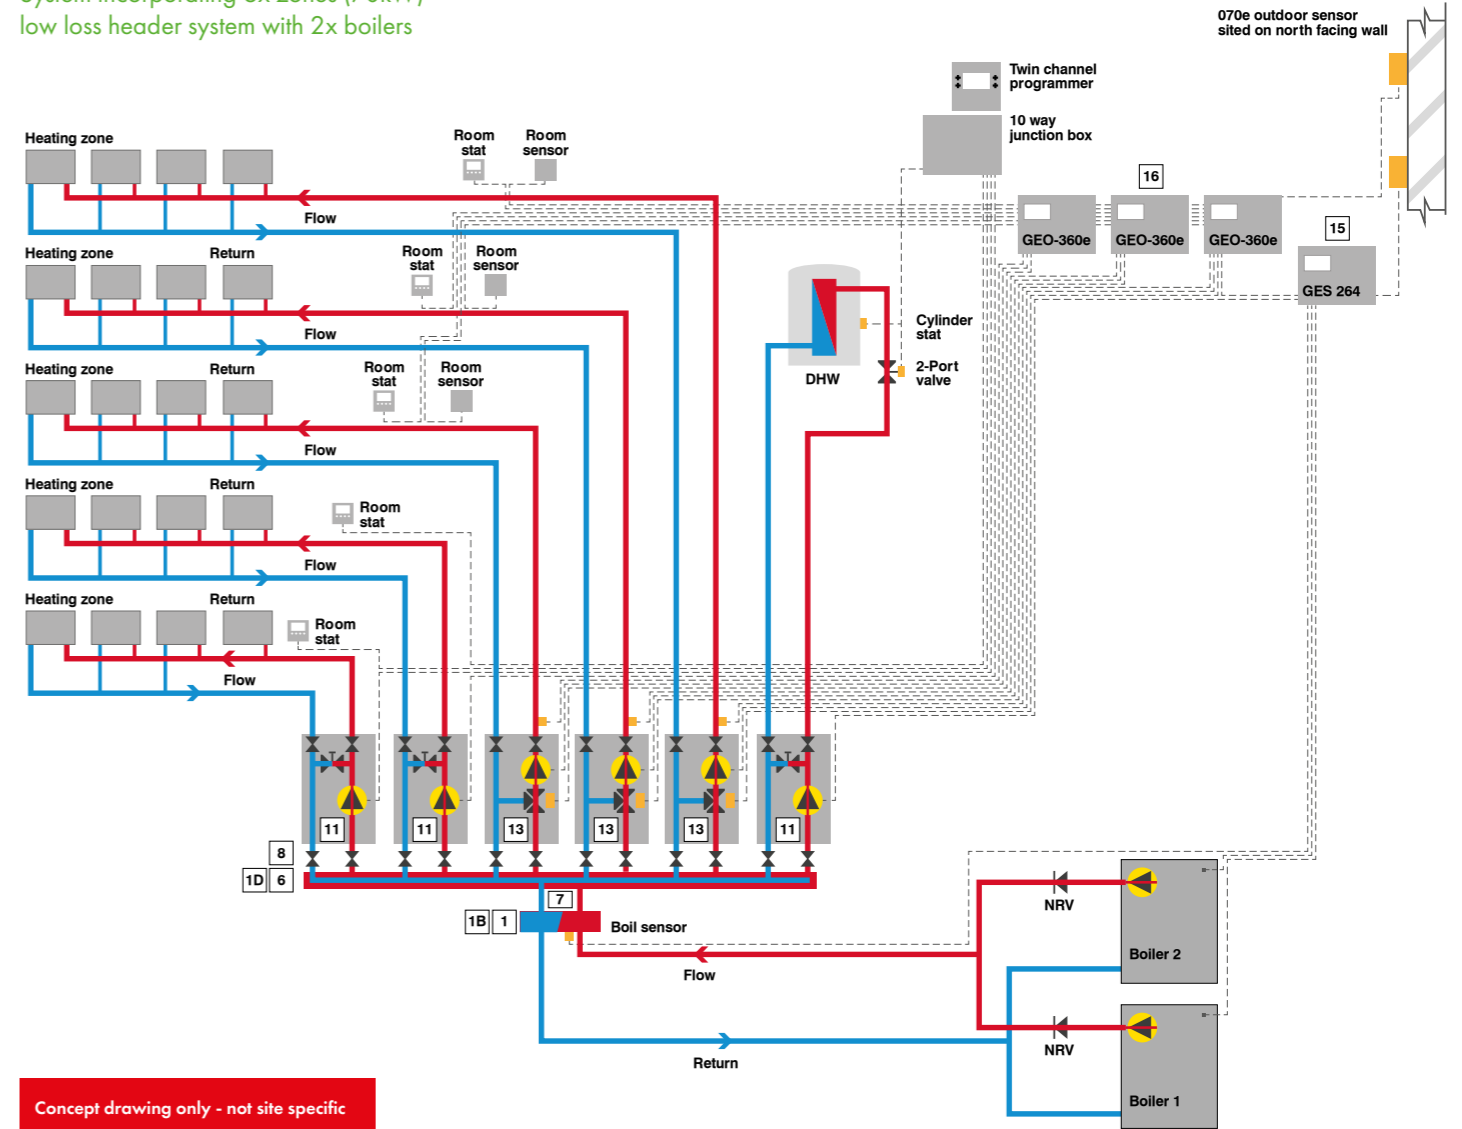 low loss header system with 2x boilers
070e outdoor sensor
sited on north facing wall
Twin channel
programmer
10 way
junction box
16
GEO-360e
GEO-360e
GEO-360e
15
GES 264
Heating zone
Room
stat
Room
sensor
Flow
Heating zone
Return
Room
stat
Room
sensor
Flow
Heating zone
Return
Room
stat
Room
sensor
Flow
Heating zone
Return
Room
stat
Flow
Heating zone
Return
Room
stat
Flow
DHW
Cylinder
stat
2-Port
valve
11
11
13
13
13
11
8
1D
6
7
1B
1
Boil sensor
Flow
Return
NRV
Boiler 2
NRV
Boiler 1
Concept drawing only - not site specific